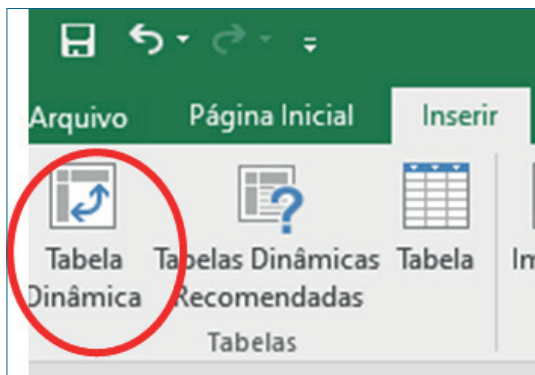 Arquivo Página Inicial Inserir
Tabela Tabelas Dinâmicas Tabela
Dinâmica Recomendadas
Tabelas